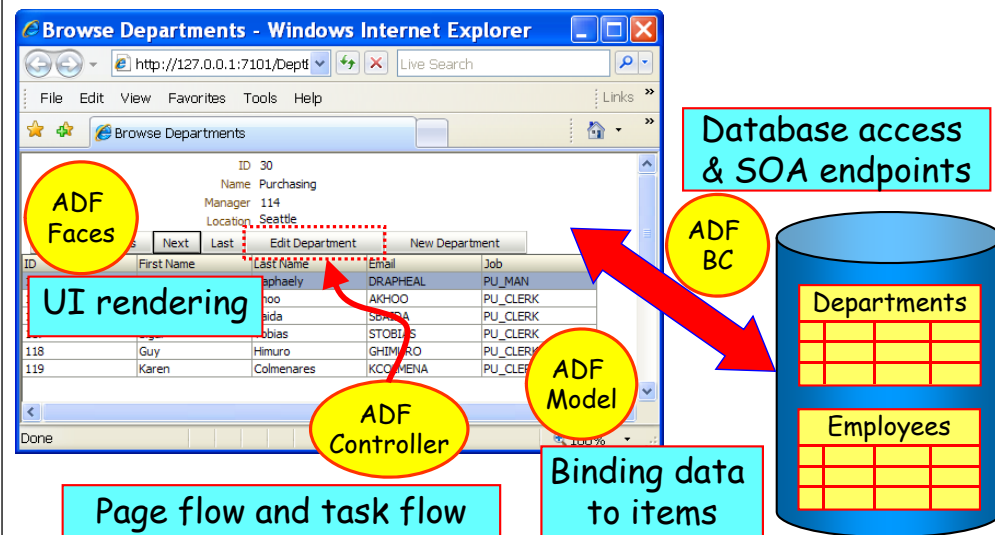 Browse Departments - Windows Internet Explorer
http://127.0.0.1:7101/Dept
Live Search
File Edit View Favorites Tools Help
Links »
Browse Departments
»
ID 30
Name Purchasing
Manager 114
Location Seattle
Next Last Edit Department New Department
ID First Name Last Name Email Job
DRAPHEAL PU_MAN
AKHOO PU_CLERK
PU_CLERK
PU_CLERK
118 Guy Himuro PU_CLERK
119 Karen Colmenares
Done
ADF
Faces
UI rendering
ADF
Controller
Page flow and task flow
ADF
Model
Binding data
to items
ADF
BC
Database access
& SOA endpoints
Departments
Employees